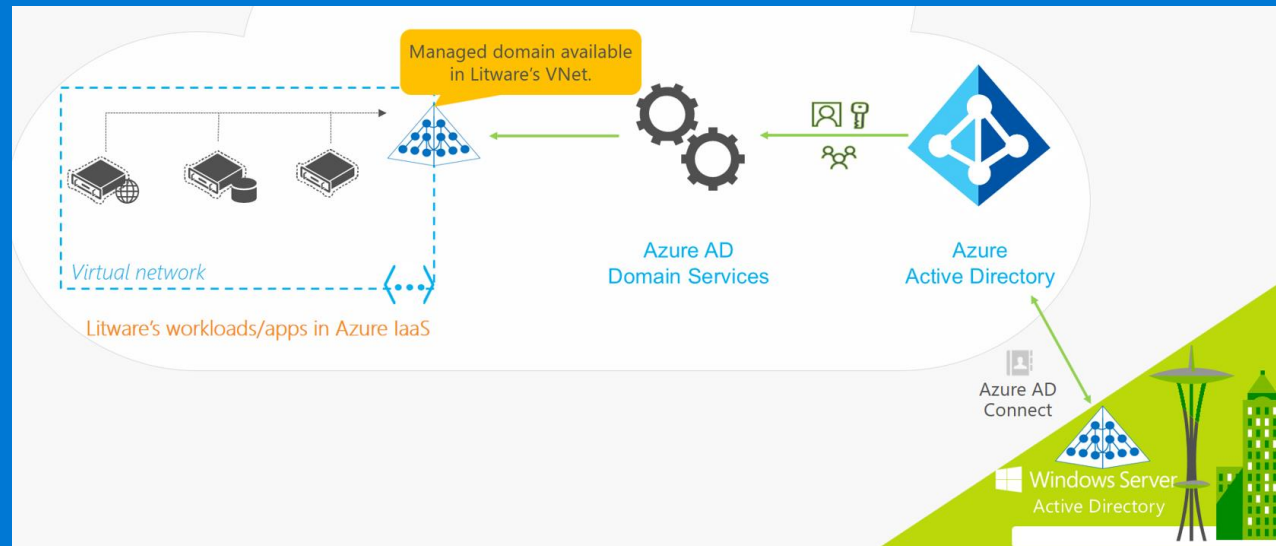 Managed domain available
in Litware's VNet.
Virtual network
Litware's workloads/apps in Azure IaaS
Azure AD
Domain Services
Azure
Active Directory
Azure AD
Connect
Windows Server
Active Directory